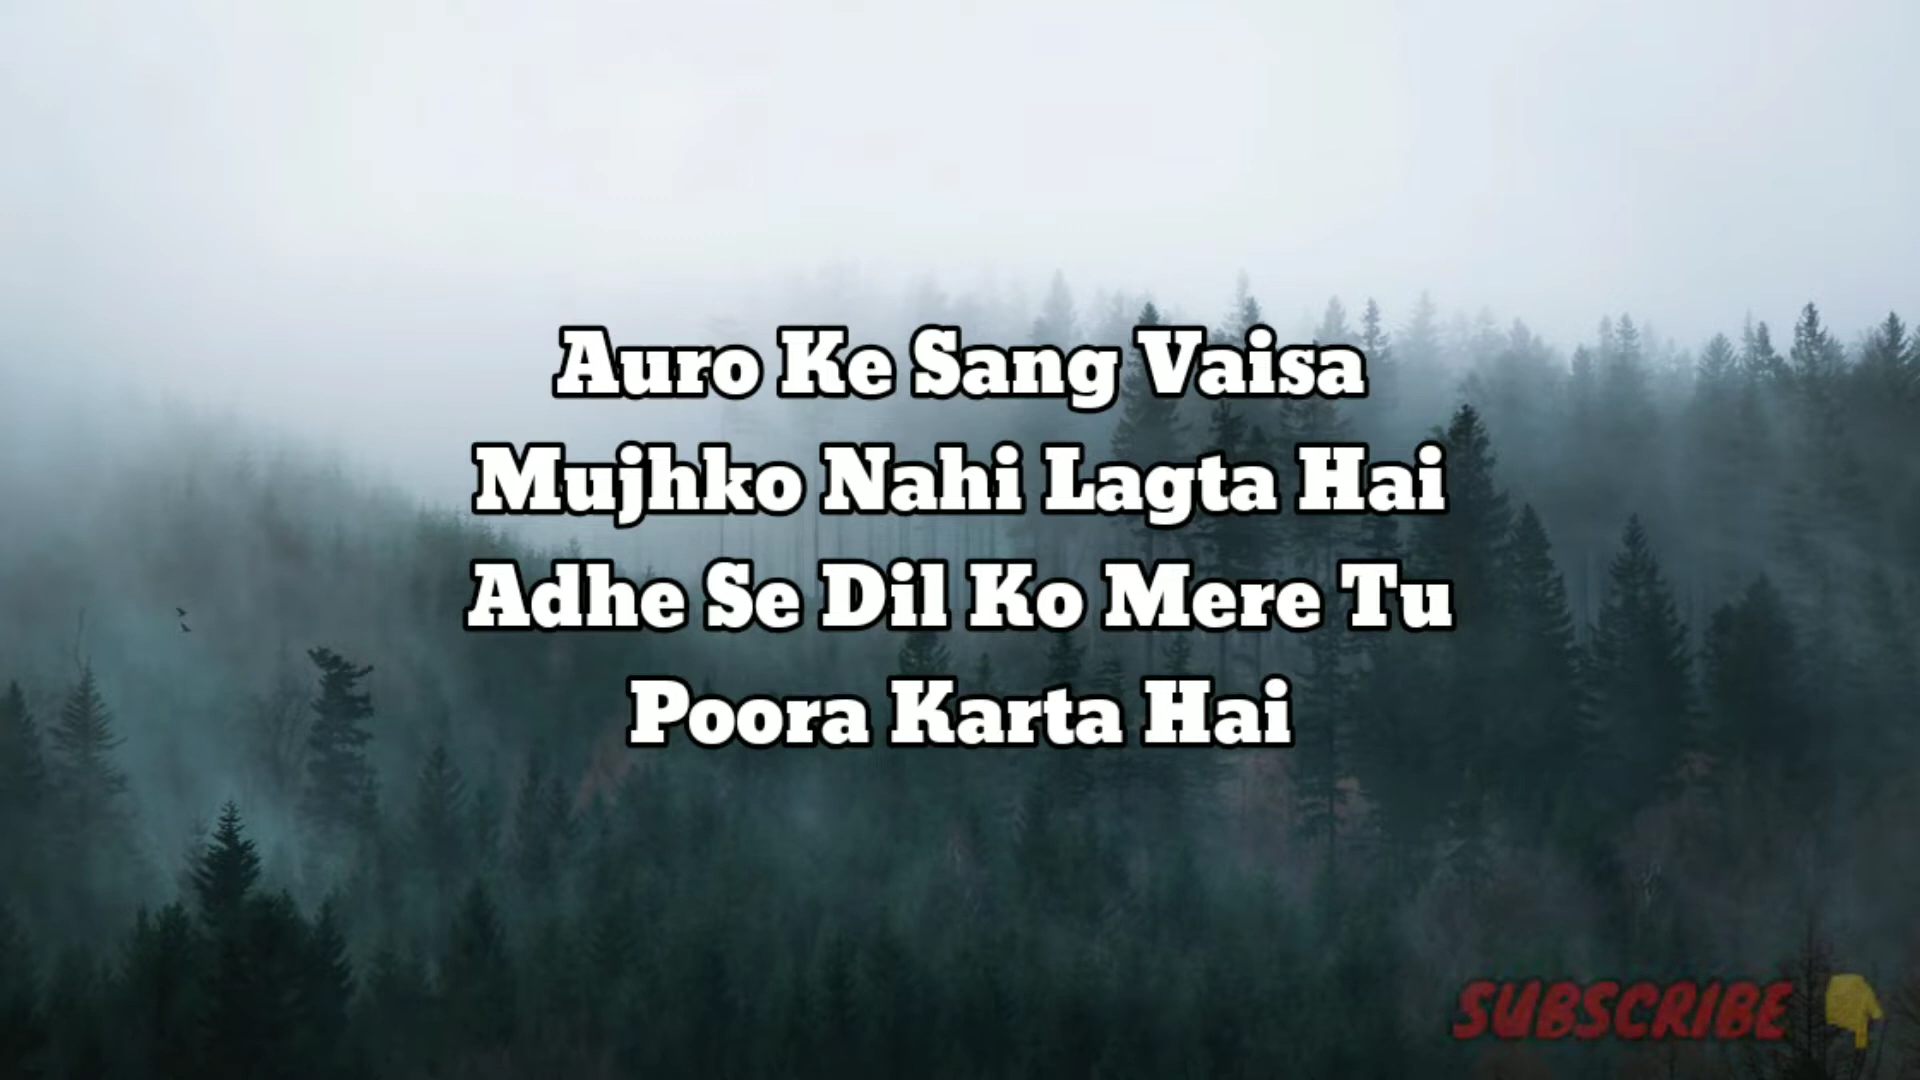 Auro Ke Sang Vaisa
Mujhko Nahi Lagta Hai
Adhe Se Dil Ko Mere Tu
Poora Karta Hai
SUBSCRIBE